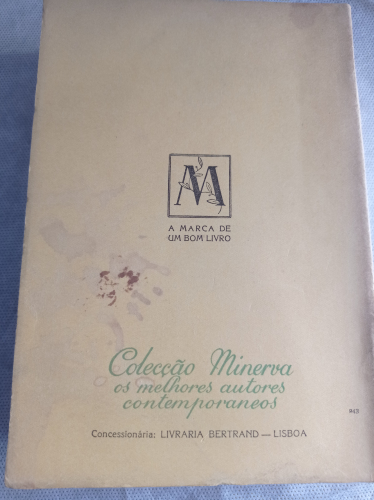 M
A MARCA DE
UM BOM LIVRO
Colecção Minerva
os melhores autores
contemporaneos
Concessionária: LIVRARIA BERTRAND — LISBOA